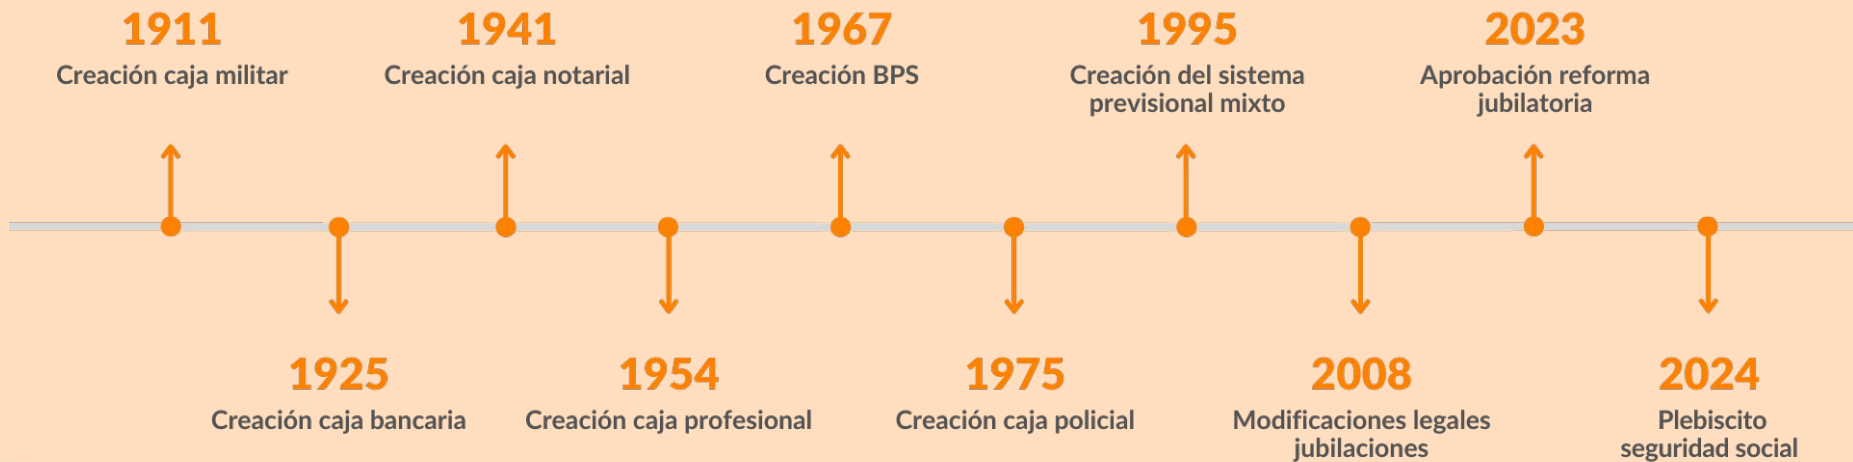 1911
Creación caja militar
1941
Creación caja notarial
1967
Creación BPS
1995
Creación del sistema
previsional mixto
2023
Aprobación reforma
jubilatoria
1925
Creación caja bancaria
1954
Creación caja profesional
1975
Creación caja policial
2008
Modificaciones legales
jubilaciones
2024
Plebiscito
seguridad social